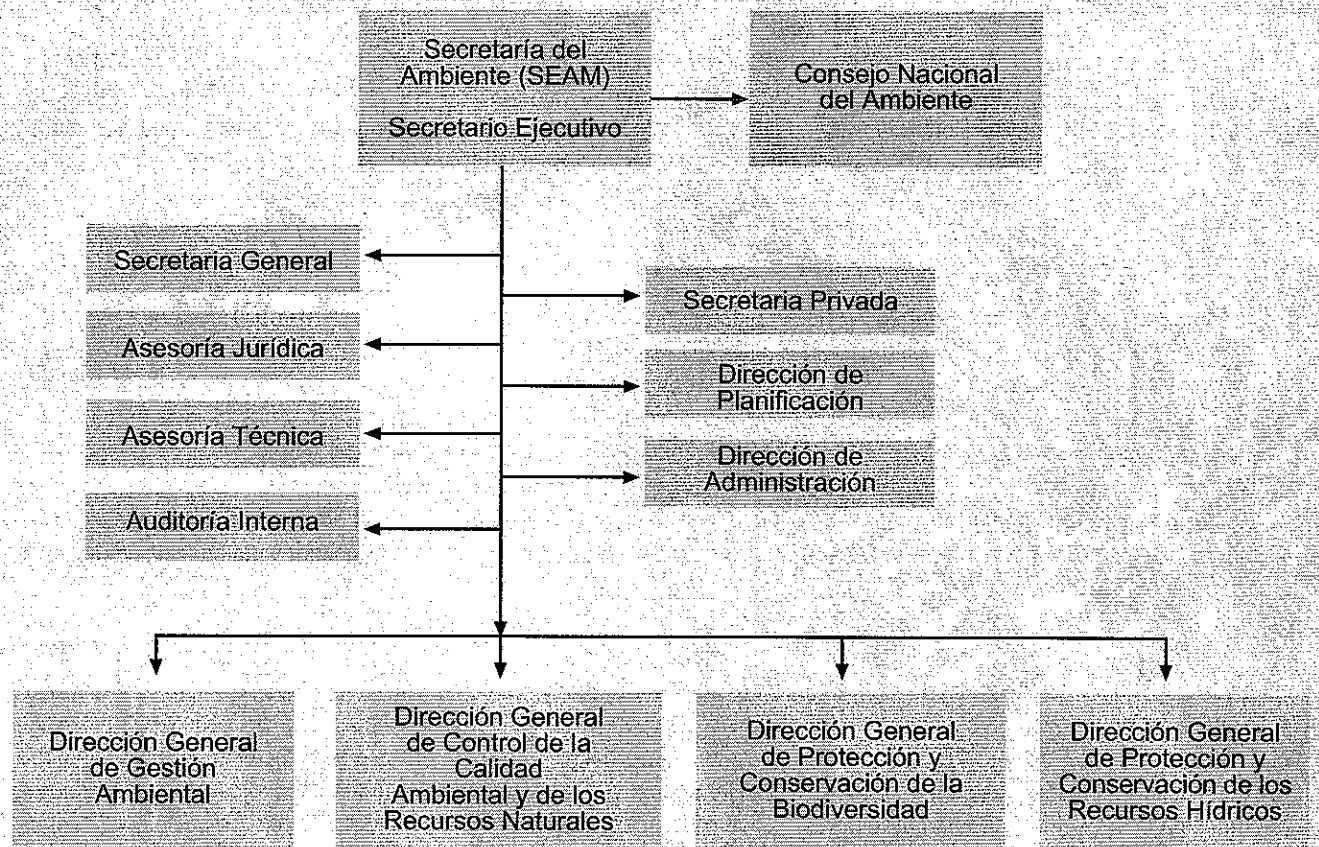 Secretaría del
Ambiente (SEAM)
Secretario Ejecutivo
Consejo Nacional
del Ambiente
Secretaria General
Secretaria Privada
Asesoría Jurídica
Dirección de
Planificación
Asesoría Técnica
Dirección de
Administración
Auditoría Interna
Dirección General
de Gestión
Ambiental
Dirección General
de Control de la
Calidad
Ambiental y de los
Recursos Naturales
Dirección General
de Protección y
Conservación de la
Biodiversidad
Dirección General
de Protección y
Conservación de los
Recursos Hídricos